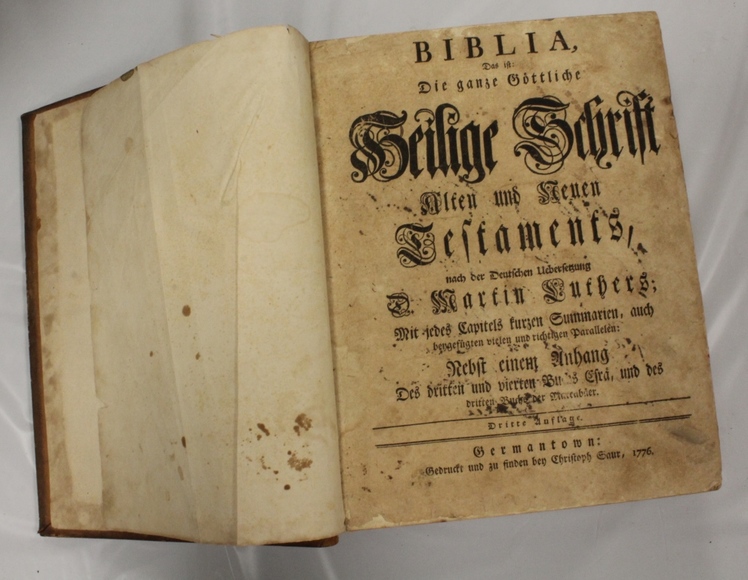 BIBLIA,
Das ist:
Die ganze Göttliche
Heilige Schrift
Alten und Neuen
Testaments,
nach der Deutschen Uebersetzung
D. Martin Luthers;
Mit jedes Capitels kurzen Summarien, auch
beygefügten vielen und richtigen Parallelen:
Nebst einem Anhang
Des dritten und vierten Buchs Esrä, und des
dritten Buchs der Maccabäer.
Dritte Auflage.
Germantown:
Gedruckt und zu finden bey Christoph Saur, 1776.